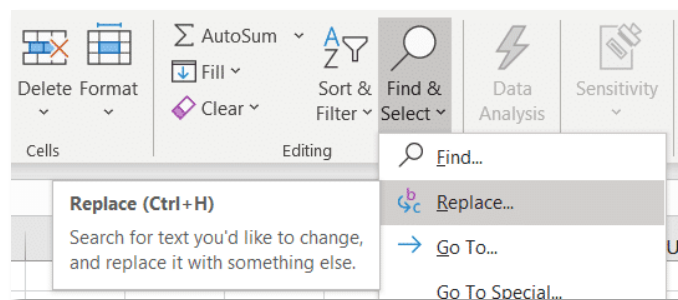 AutoSum
Fill
Clear
Delete Format
Sort &
Filter
Find &
Select
Data
Analysis
Sensitivity
Cells
Editing
Find...
Replace...
Go To...
Go To Special...
Replace (Ctrl+H)
Search for text you'd like to change,
and replace it with something else.
U